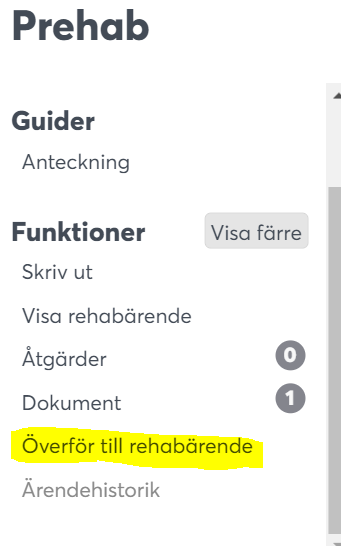 Prehab
Guider
Anteckning
Funktioner
Visa färre
Skriv ut
Visa rehabärende
Åtgärder
0
Dokument
1
Överför till rehabärende
Ärendehistorik